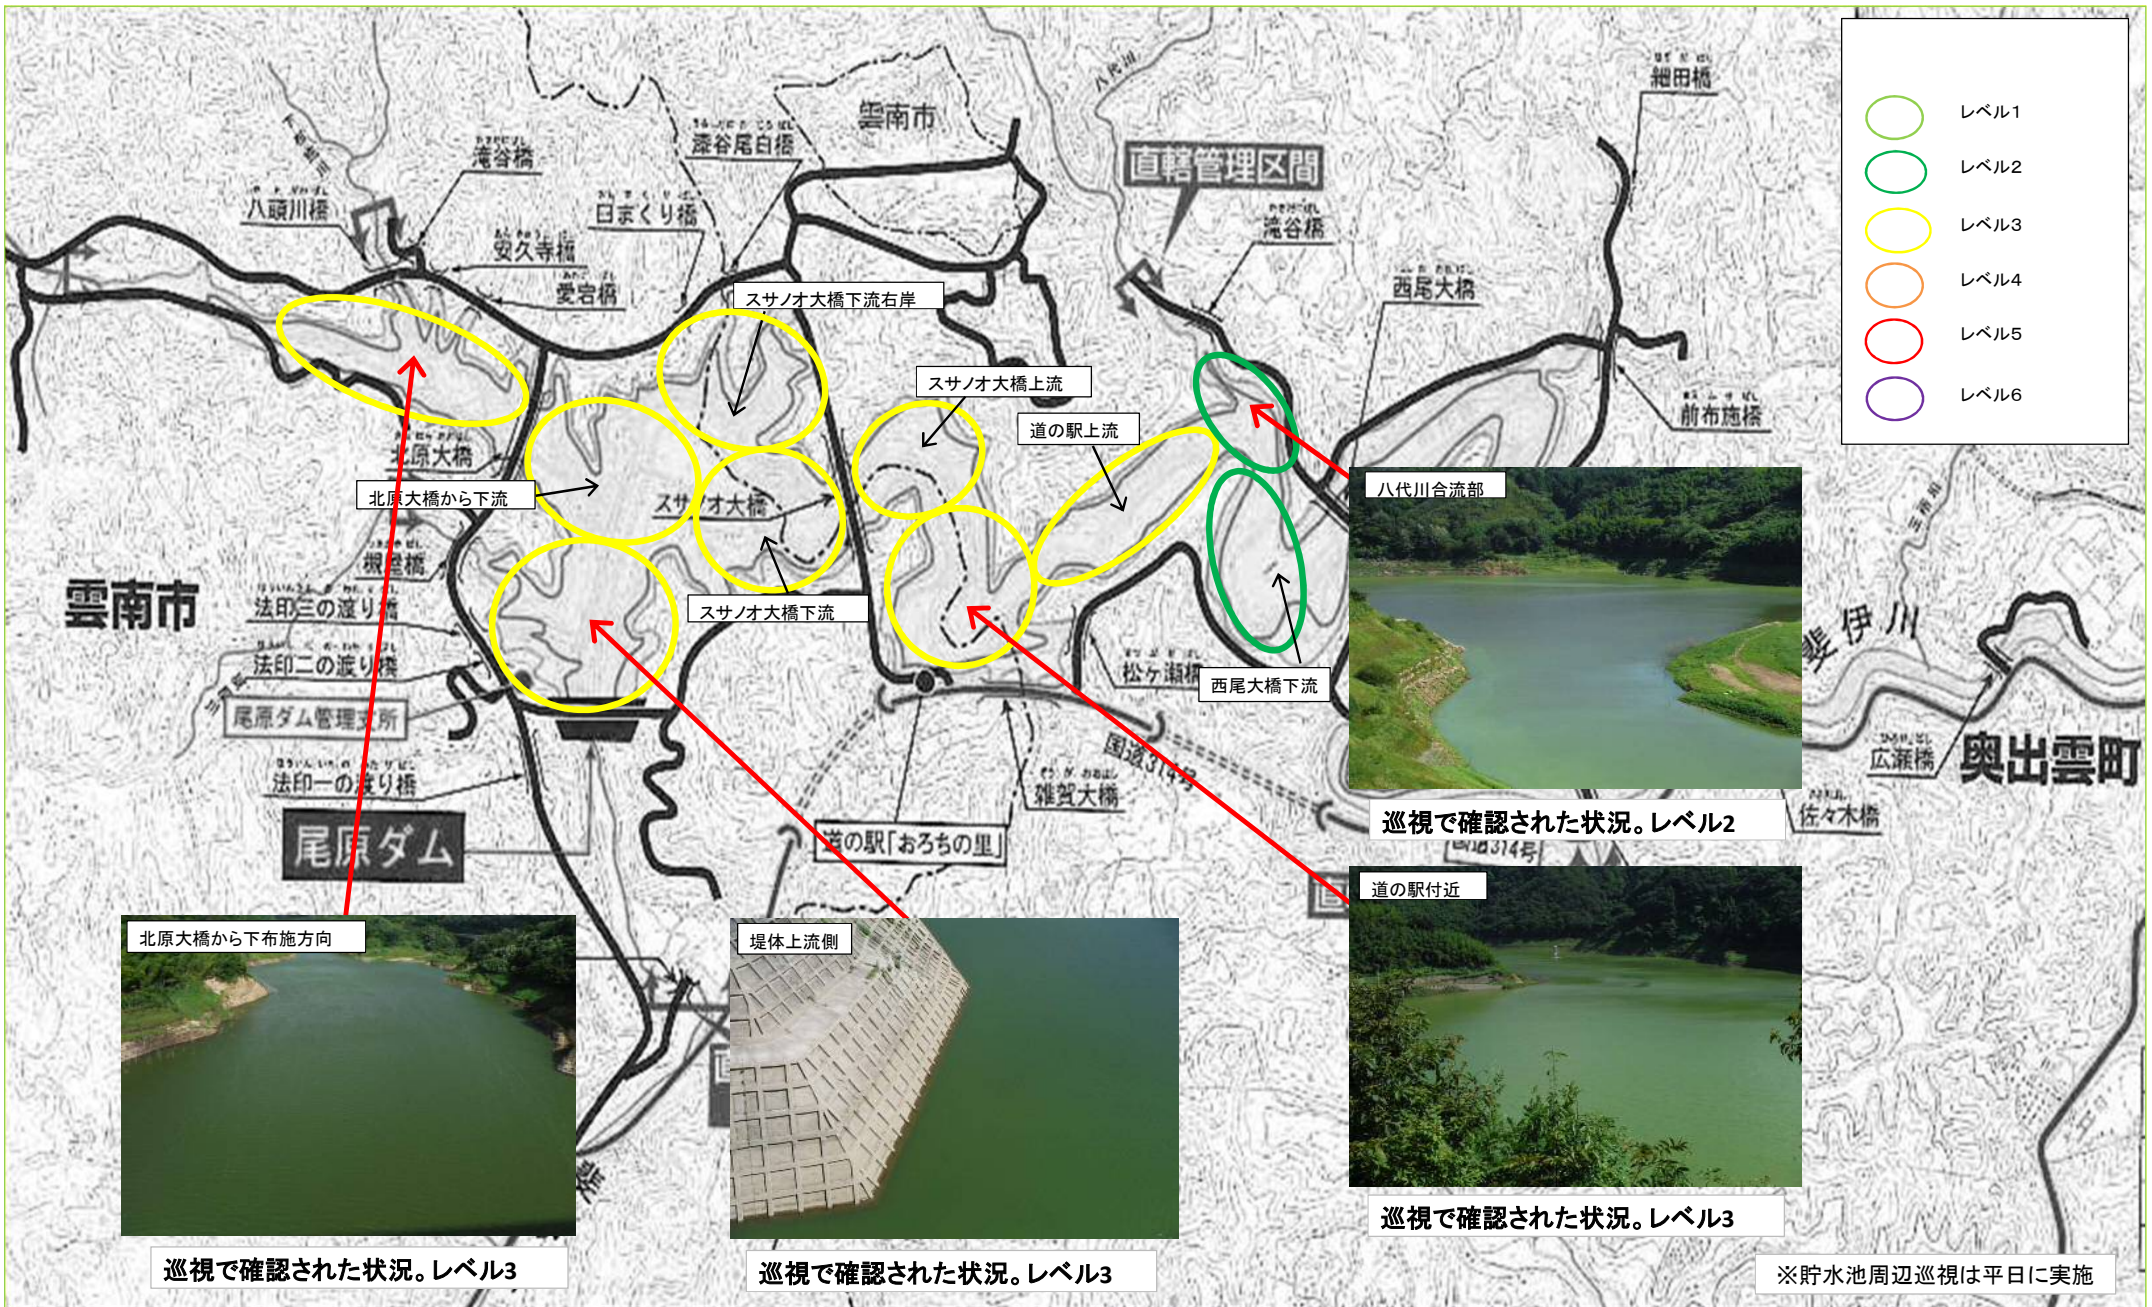 レベル1
レベル2
レベル3
レベル4
レベル5
レベル6
雲南市
八代川
細田橋
直轄管理区間
滝谷橋
漆谷尾白橋
八頭川橋
日まくり橋
滝谷橋
安久寺橋
愛宕橋
西尾大橋
スサノオ大橋下流右岸
スサノオ大橋上流
道の駅上流
前布施橋
北原大橋
北原大橋から下流
スサノオ大橋
八代川合流部
槻屋橋
雲南市
法印三の渡り橋
スサノオ大橋下流
斐伊川
法印二の渡り橋
松ケ瀬橋
西尾大橋下流
尾原ダム管理支所
国道314号
広瀬橋
奥出雲町
法印一の渡り橋
雑賀大橋
佐々木橋
巡視で確認された状況。レベル2
尾原ダム
道の駅「おろちの里」
国道314号
道の駅付近
北原大橋から下布施方向
堤体上流側
斐
巡視で確認された状況。レベル3
巡視で確認された状況。レベル3
巡視で確認された状況。レベル3
※貯水池周辺巡視は平日に実施